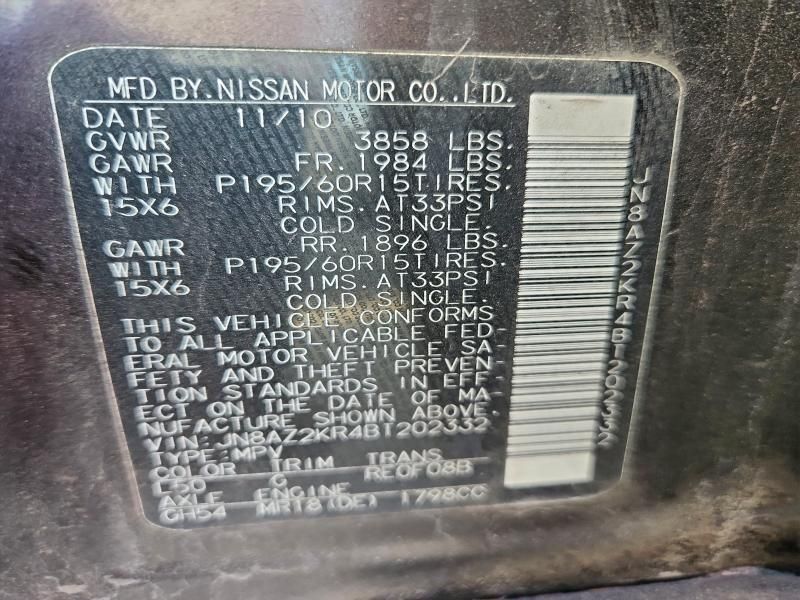 MFD BY.NISSAN MOTOR CO.,LTD.
DATE 11/10
GVWR 3858 LBS.
GAWR FR.1984 LBS.
WITH P195/60R15TIRES.
15X6 RIMS.AT33PSI
COLD SINGLE.
GAWR RR.1896 LBS.
WITH P195/60R15TIRES.
15X6 RIMS.AT33PSI
COLD SINGLE.
THIS VEHICLE CONFORMS
TO ALL APPLICABLE FED-
ERAL MOTOR VEHICLE SA-
FETY AND THEFT PREVEN-
TION STANDARDS IN EFF-
ECT ON THE DATE OF MA-
NUFACTURE SHOWN ABOVE.
VIN:JN8AZ2KR4BT202332
TYPE:MPV
COLOR TRIM TRANS
L50 G RE0F08B
AXLE ENGINE
GH54 MR18(DE) 1798CC
JN8AZ2KR4BT202332